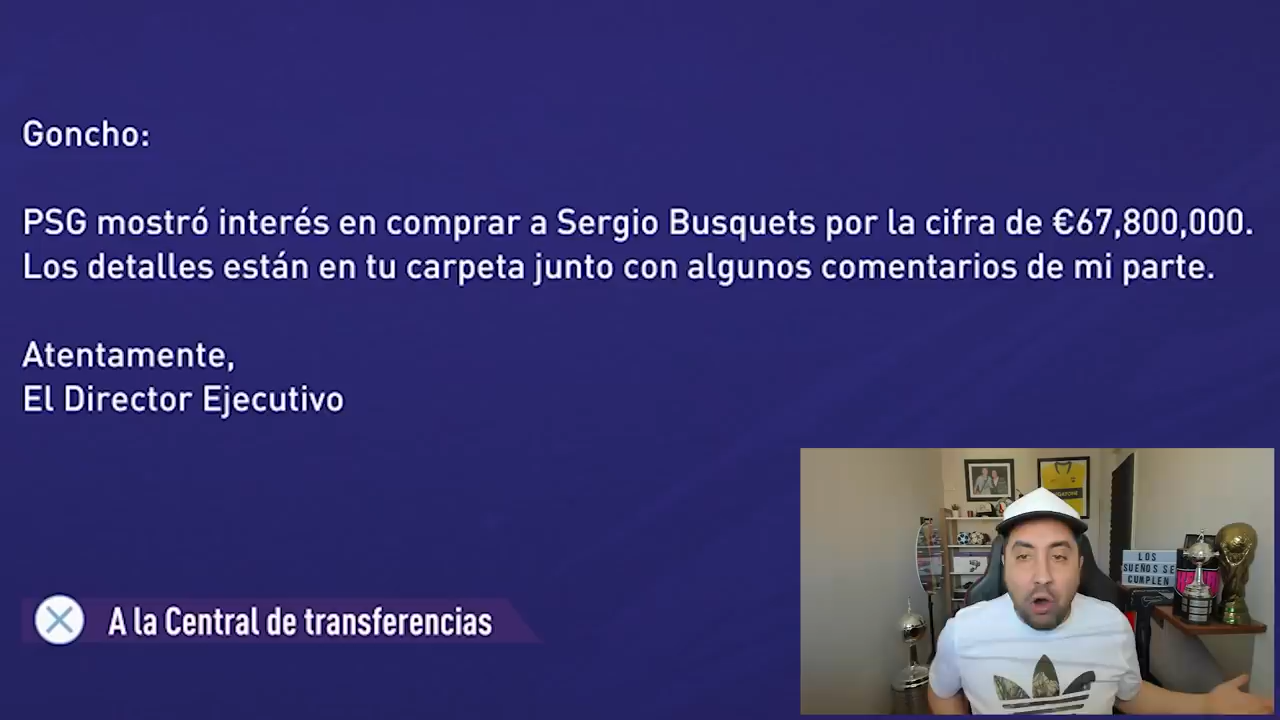 Goncho:
PSG mostró interés en comprar a Sergio Busquets por la cifra de €67,800,000.
Los detalles están en tu carpeta junto con algunos comentarios de mi parte.
Atentamente,
El Director Ejecutivo
A la Central de transferencias
LOS
SUEÑOS SE
CUMPLEN